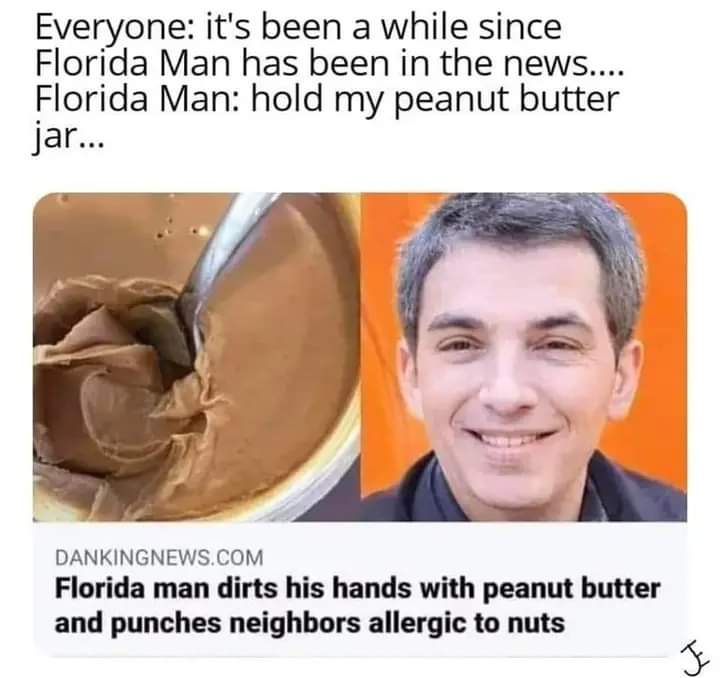 Everyone: it's been a while since
Florida Man has been in the news....
Florida Man: hold my peanut butter
jar...
DANKINGNEWS.COM
Florida man dirts his hands with peanut butter
and punches neighbors allergic to nuts